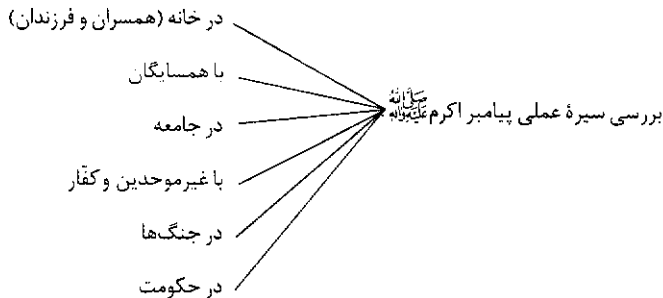 در خانه (همسران و فرزندان)
با همسایگان
بررسی سیرهٔ عملی پیامبر اکرم صلی الله علیه وآله
در جامعه
با غیرموحدین و کفّار
در جنگ‌ها
در حکومت